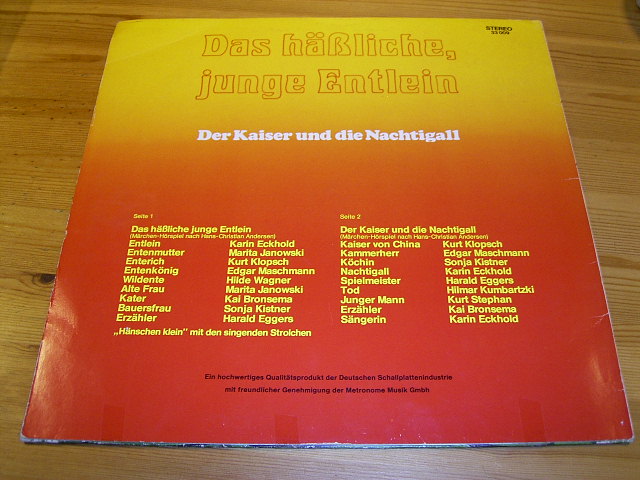 STEREO
33 009
Das häßliche,
junge Entlein
Der Kaiser und die Nachtigall
Seite 1
Das häßliche junge Entlein
(Märchen-Hörspiel nach Hans-Christian Andersen)
Entlein Karin Eckhold
Entenmutter Marita Janowski
Enterich Kurt Klopsch
Entenkönig Edgar Maschmann
Wildente Hilde Wagner
Alte Frau Marita Janowski
Kater Kai Bronsema
Bauersfrau Sonja Kistner
Erzähler Harald Eggers
„Hänschen klein” mit den singenden Strolchen
Seite 2
Der Kaiser und die Nachtigall
(Märchen-Hörspiel nach Hans-Christian Andersen)
Kaiser von China Kurt Klopsch
Kammerherr Edgar Maschmann
Köchin Sonja Kistner
Nachtigall Karin Eckhold
Spielmeister Harald Eggers
Tod Hilmar Kumbartzki
Junger Mann Kurt Stephan
Erzähler Kai Bronsema
Sängerin Karin Eckhold
Ein hochwertiges Qualitätsprodukt der Deutschen Schallplattenindustrie
mit freundlicher Genehmigung der Metronome Musik Gmbh